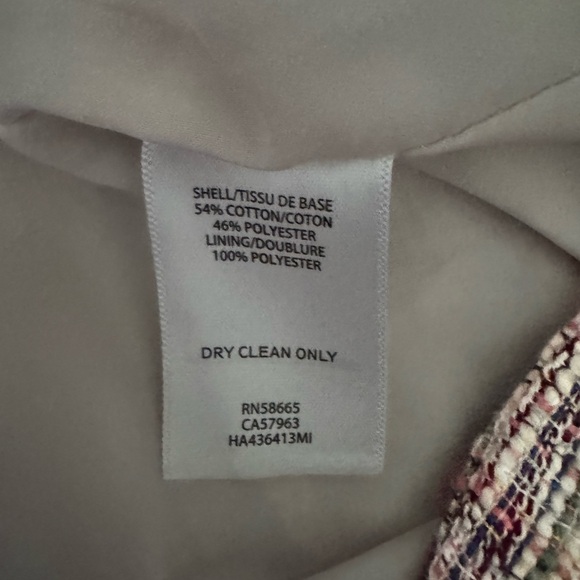 SHELL/TISSU DE BASE
54% COTTON/COTON
46% POLYESTER
LINING/DOUBLURE
100% POLYESTER
DRY CLEAN ONLY
RN58665
CA57963
HA436413MI